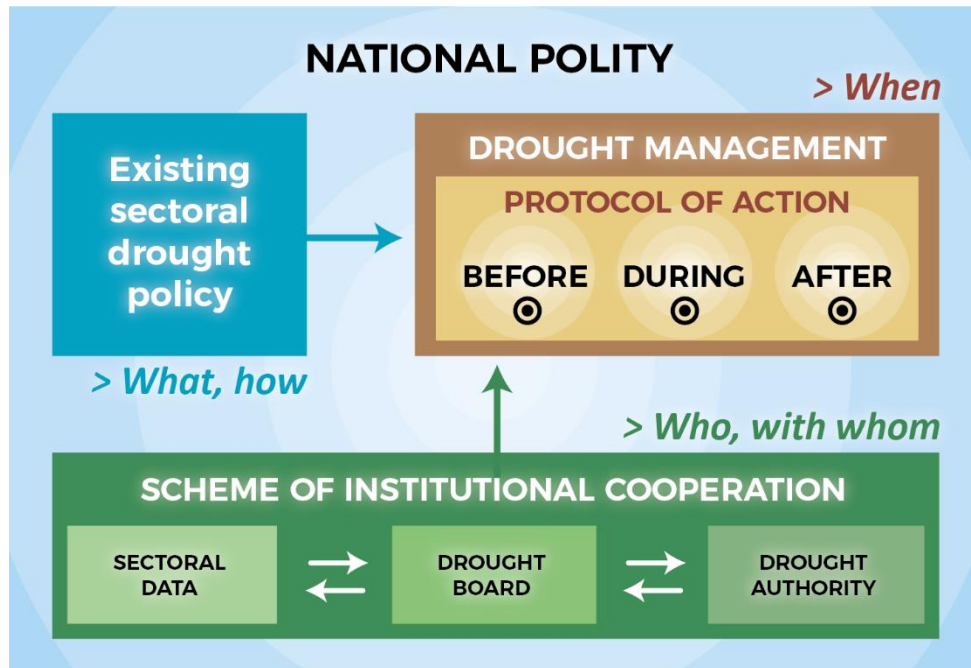 NATIONAL POLITY
> When
Existing
sectoral
drought
policy
> What, how
DROUGHT MANAGEMENT
PROTOCOL OF ACTION
BEFORE
DURING
AFTER
> Who, with whom
SCHEME OF INSTITUTIONAL COOPERATION
SECTORAL
DATA
DROUGHT
BOARD
DROUGHT
AUTHORITY